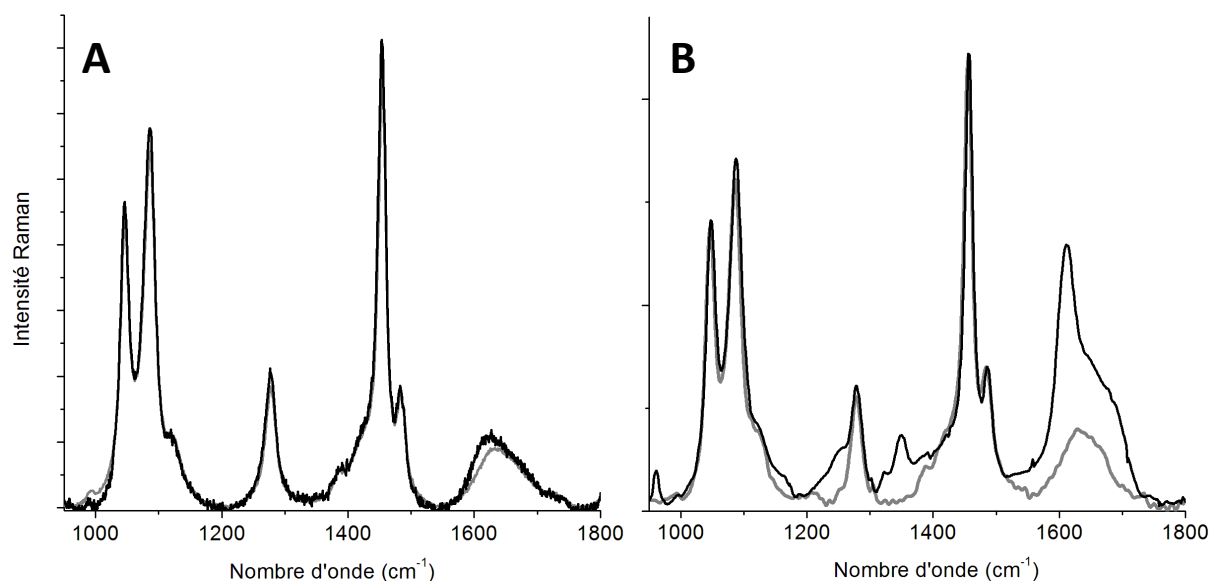 A
B
Intensité Raman
1000 1200 1400 1600 1800
1000 1200 1400 1600 1800
Nombre d'onde (cm-1)
Nombre d'onde (cm-1)